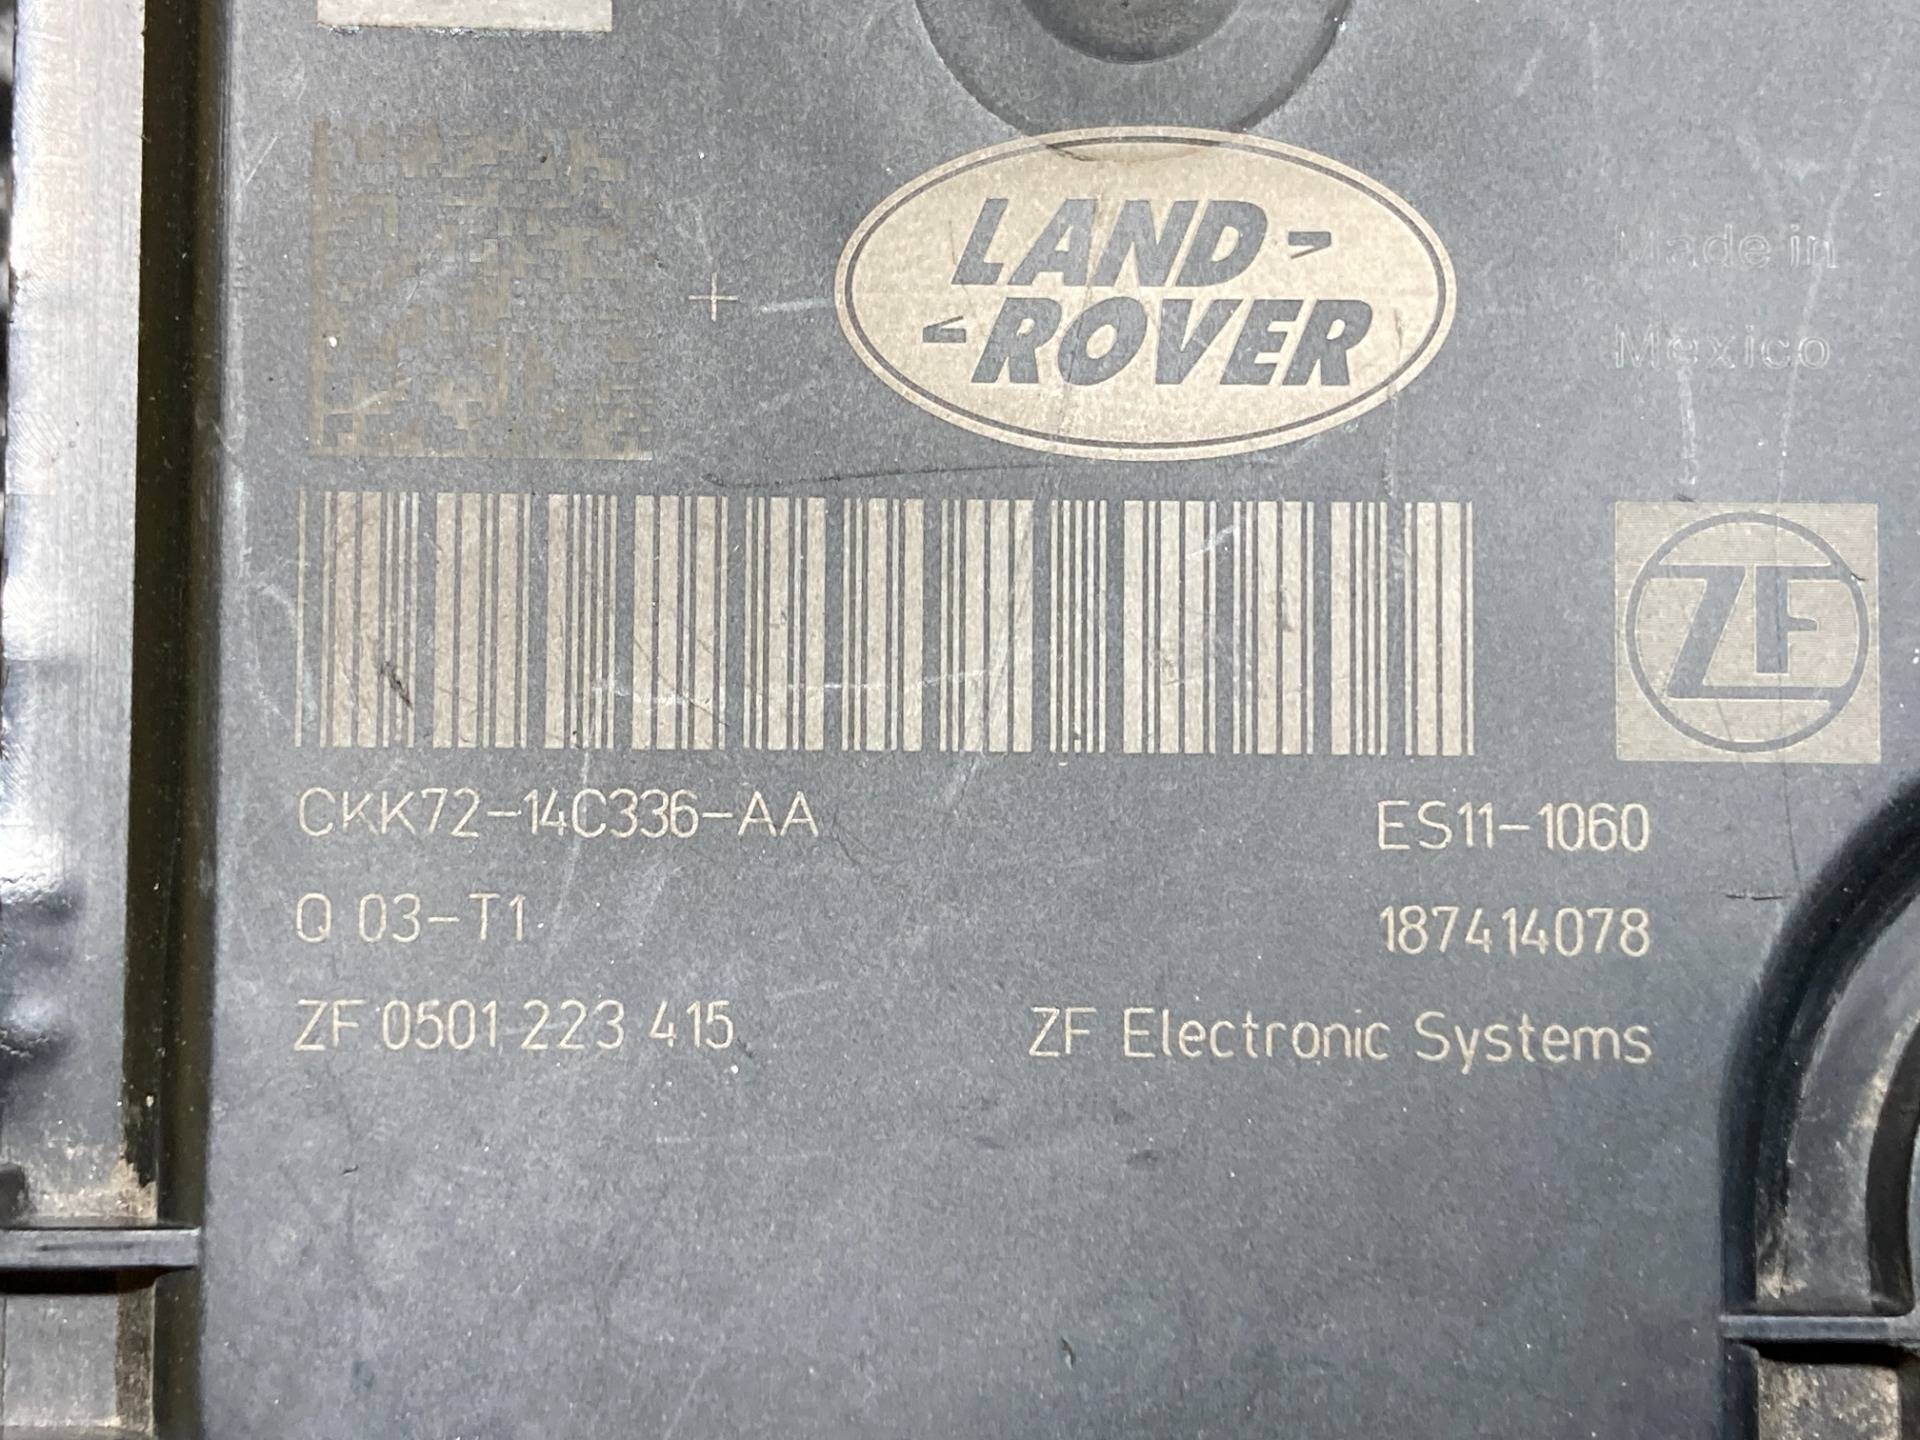 LAND
ROVER
Made in
Mexico
ZF
CKK72-14C336-AA
ES11-1060
Q 03-T1
187414078
ZF 0501 223 415
ZF Electronic Systems